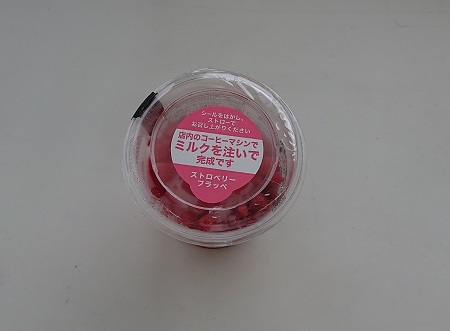 シールをはがし、
ストローで
お召し上がりください
店内のコーヒーマシンで
ミルクを注いで
完成です
ストロベリー
フラッペ